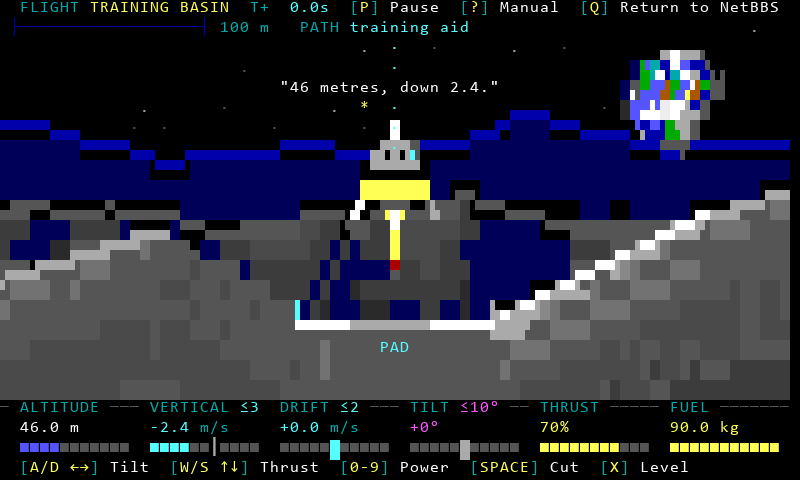 FLIGHT TRAINING BASIN T+ 0.0s [P] Pause [?] Manual [Q] Return to NetBBS
100 m PATH training aid
"46 metres, down 2.4."
PAD
ALTITUDE VERTICAL ≤3 DRIFT ≤2 TILT ≤10° THRUST FUEL
46.0 m -2.4 m/s +0.0 m/s +0° 70% 90.0 kg
[A/D ↔] Tilt [W/S ↑↓] Thrust [0-9] Power [SPACE] Cut [X] Level